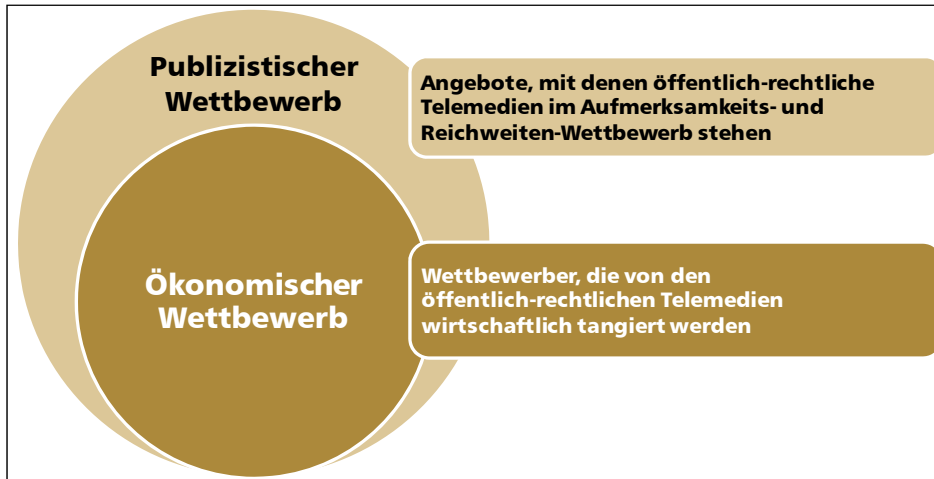 Publizistischer
Wettbewerb
Angebote, mit denen öffentlich-rechtliche
Telemedien im Aufmerksamkeits- und
Reichweiten-Wettbewerb stehen
Ökonomischer
Wettbewerb
Wettbewerber, die von den
öffentlich-rechtlichen Telemedien
wirtschaftlich tangiert werden